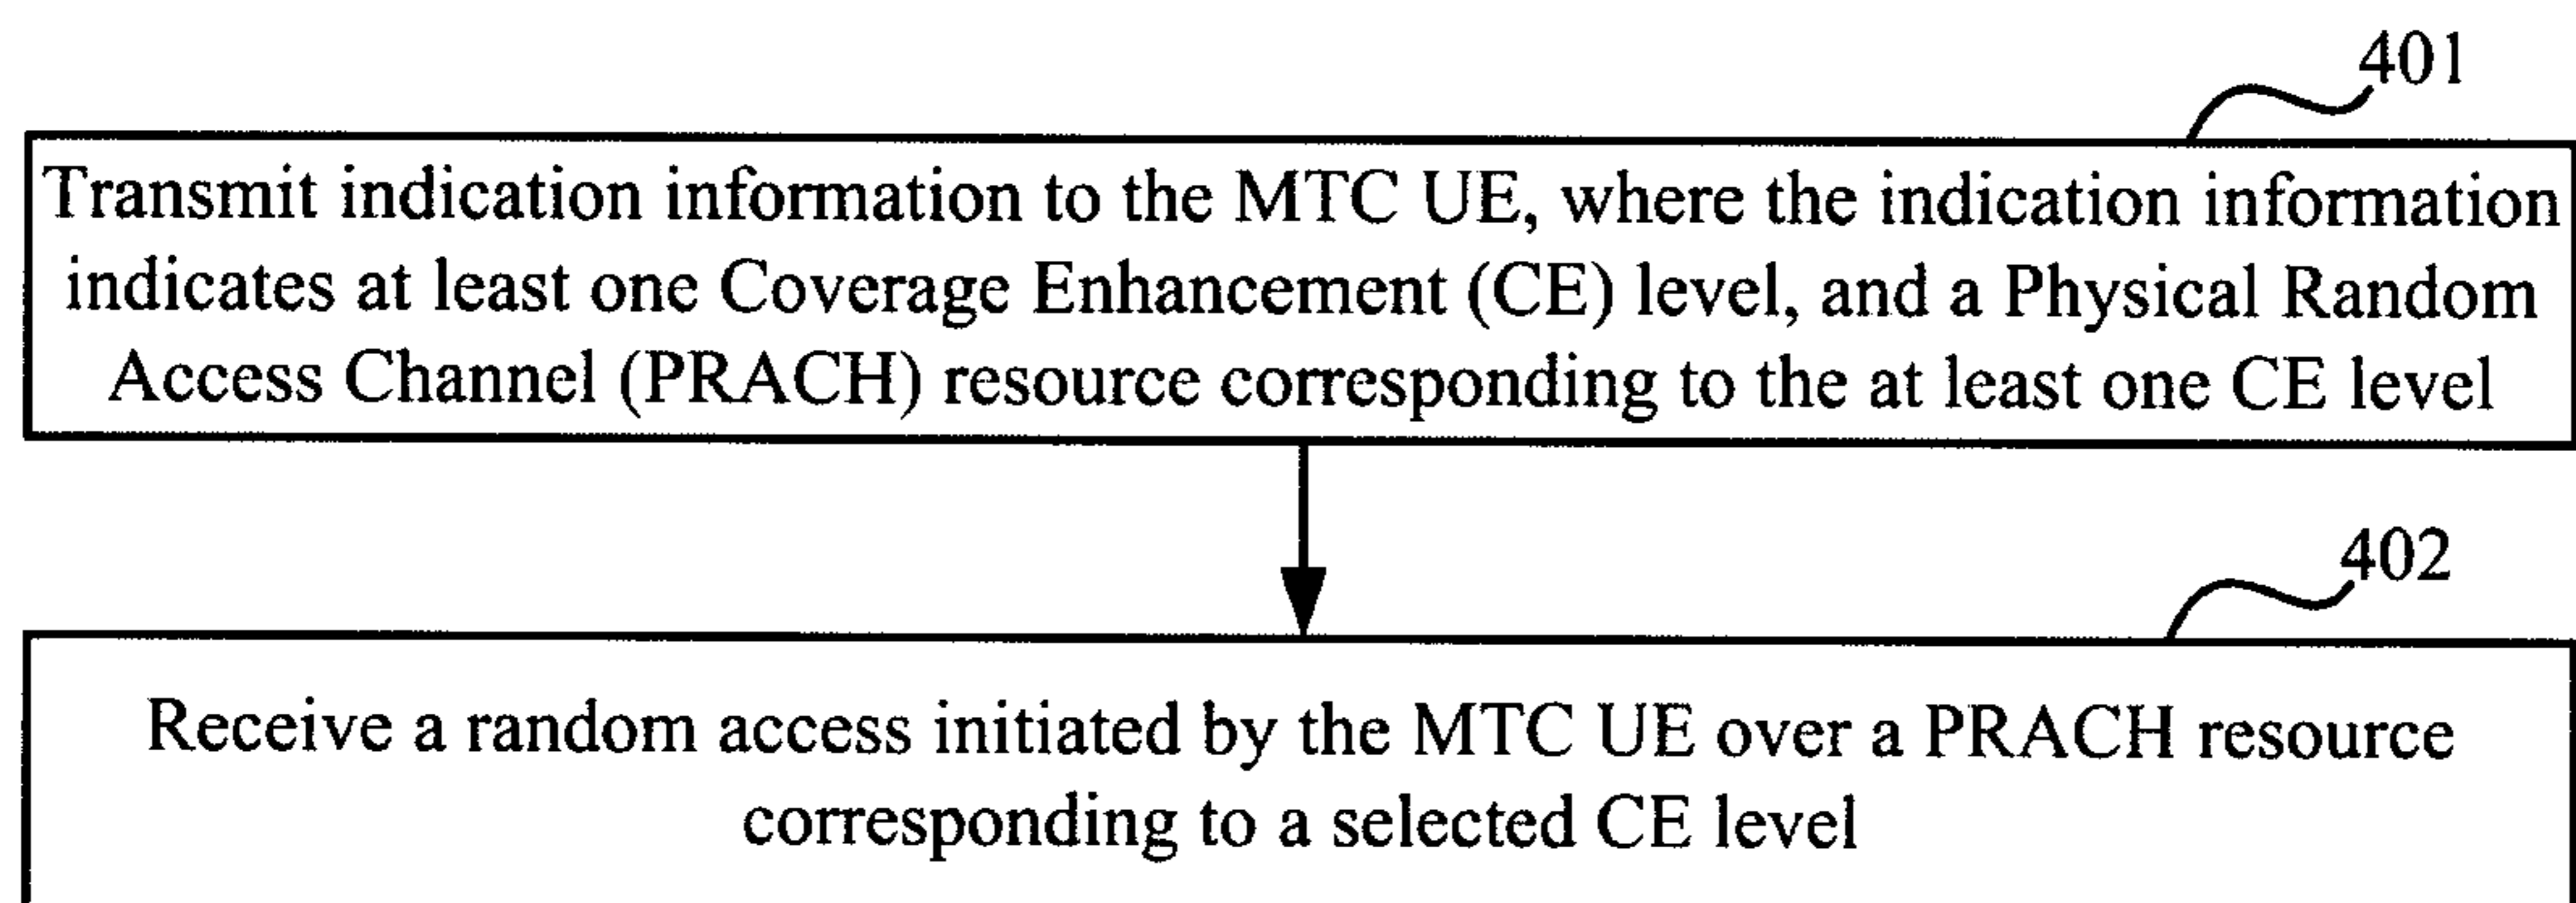 401
Transmit indication information to the MTC UE, where the indication information
indicates at least one Coverage Enhancement (CE) level, and a Physical Random
Access Channel (PRACH) resource corresponding to the at least one CE level
402
Receive a random access initiated by the MTC UE over a PRACH resource
corresponding to a selected CE level